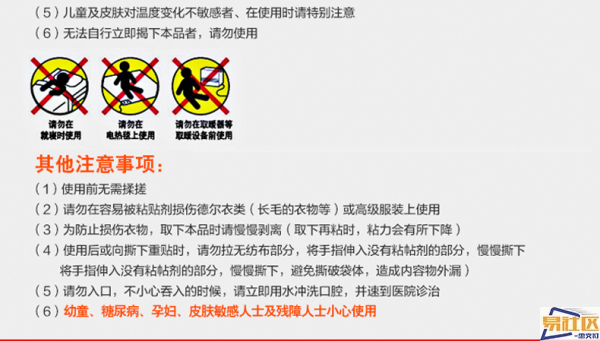 （5）儿童及皮肤对温度变化不敏感者、在使用时请特别注意
（6）无法自行立即揭下本品者，请勿使用
请勿在
就寝时使用
请勿在
电热毯上使用
请勿在取暖器等
取暖设备前使用
其他注意事项：
（1）使用前无需揉搓
（2）请勿在容易被粘贴剂损伤德尔衣类（长毛的衣物等）或高级服装上使用
（3）为防止损伤衣物，取下本品时请慢慢剥离（取下再粘时，粘力会有所下降）
（4）使用后或向撕下重贴时，请勿拉无纺布部分，将手指伸入没有粘帖剂的部分，慢慢撕下
将手指伸入没有粘帖剂的部分，慢慢撕下，避免撕破袋体，造成内容物外漏）
（5）请勿入口，不小心吞入的时候，请立即用水冲洗口腔，并速到医院诊治
（6）幼童、糖尿病、孕妇、皮肤敏感人士及残障人士小心使用
易社区